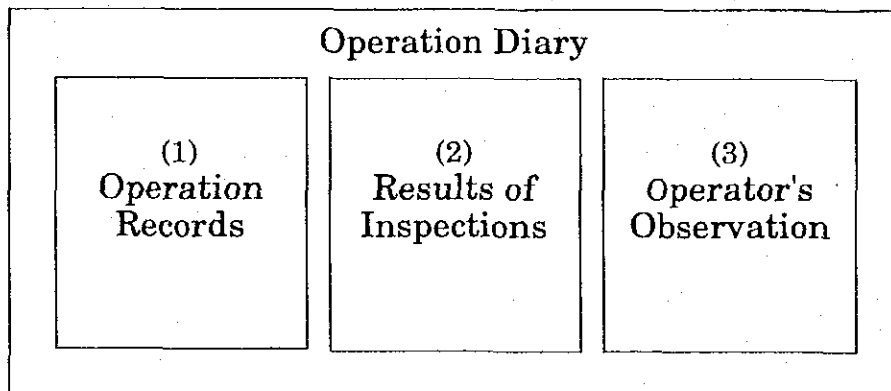 Operation Diary
(1)
Operation
Records
(2)
Results of
Inspections
(3)
Operator's
Observation